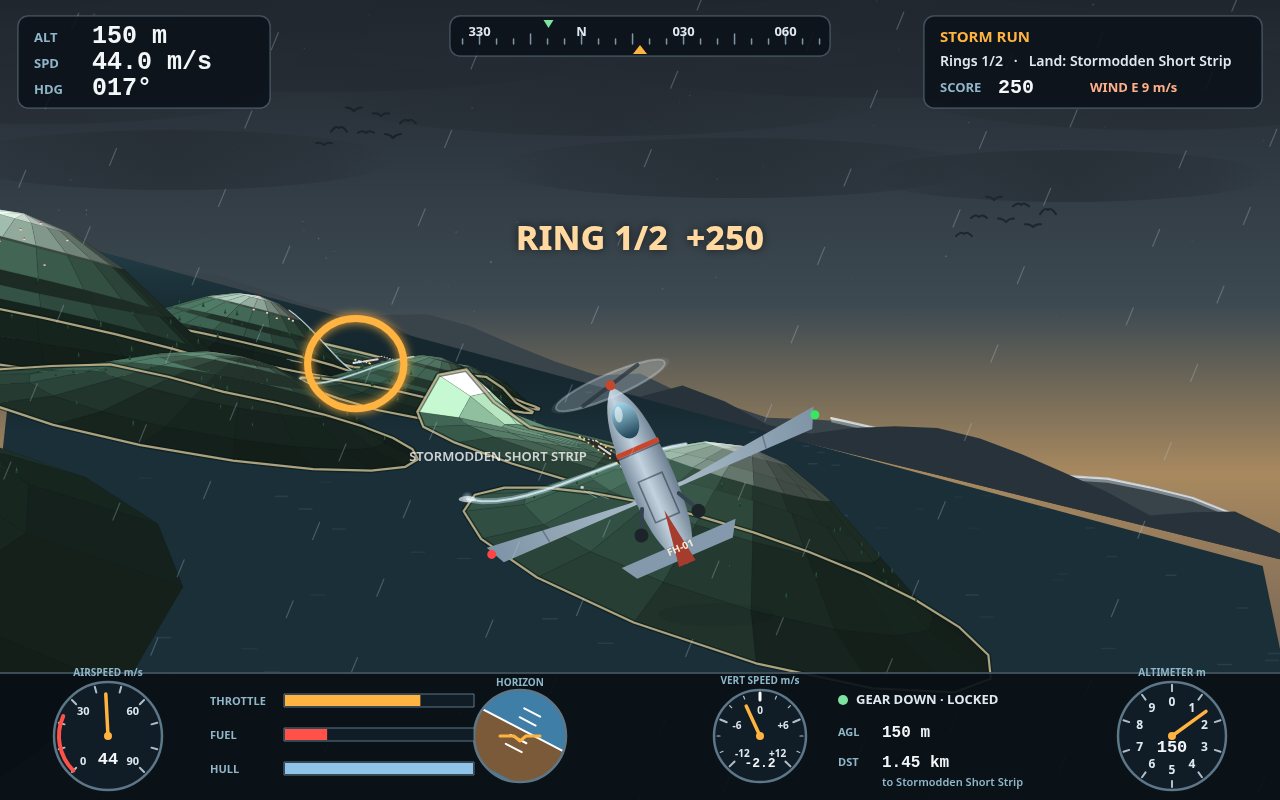 ALT 150 m
SPD 44.0 m/s
HDG 017°
330 N 030 060
STORM RUN
Rings 1/2 · Land: Stormodden Short Strip
SCORE 250 WIND E 9 m/s
RING 1/2 +250
STORMODDEN SHORT STRIP
FH-01
AIRSPEED m/s
30 60
0 44 90
THROTTLE
FUEL
HULL
HORIZON
VERT SPEED m/s
0
-6 +6
-12 +12
-2.2
GEAR DOWN · LOCKED
AGL 150 m
DST 1.45 km
to Stormodden Short Strip
ALTIMETER m
0
9 1
8 2
7 150 3
6 4
5